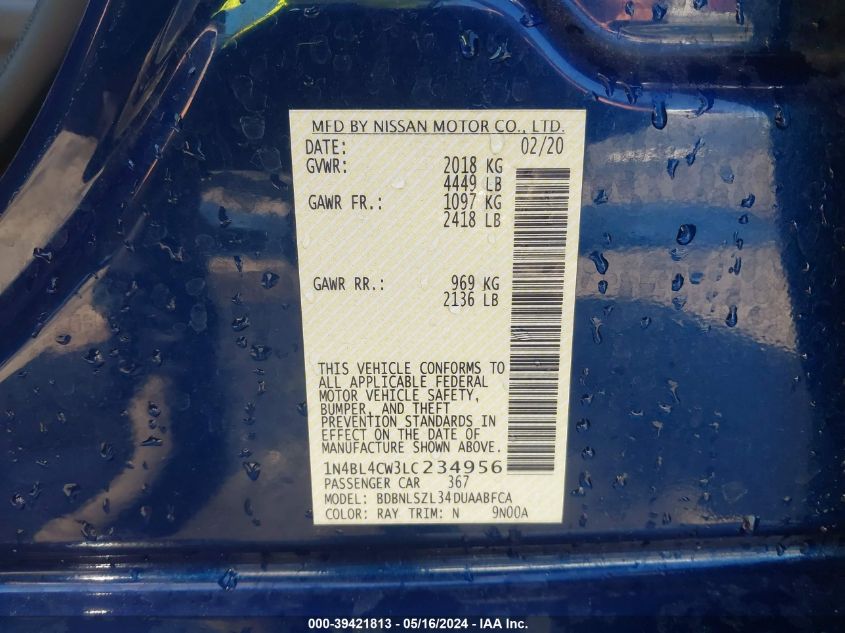 MFD BY NISSAN MOTOR CO., LTD.
DATE: 02/20
GVWR: 2018 KG
4449 LB
GAWR FR.: 1097 KG
2418 LB
GAWR RR.: 969 KG
2136 LB
THIS VEHICLE CONFORMS TO
ALL APPLICABLE FEDERAL
MOTOR VEHICLE SAFETY,
BUMPER, AND THEFT
PREVENTION STANDARDS IN
EFFECT ON THE DATE OF
MANUFACTURE SHOWN ABOVE.
1N4BL4CW3LC234956
PASSENGER CAR 367
MODEL: BDBNLSZL34DUAABFCA
COLOR: RAY TRIM: N 9N00A
000-39421813 - 05/16/2024 - IAA Inc.